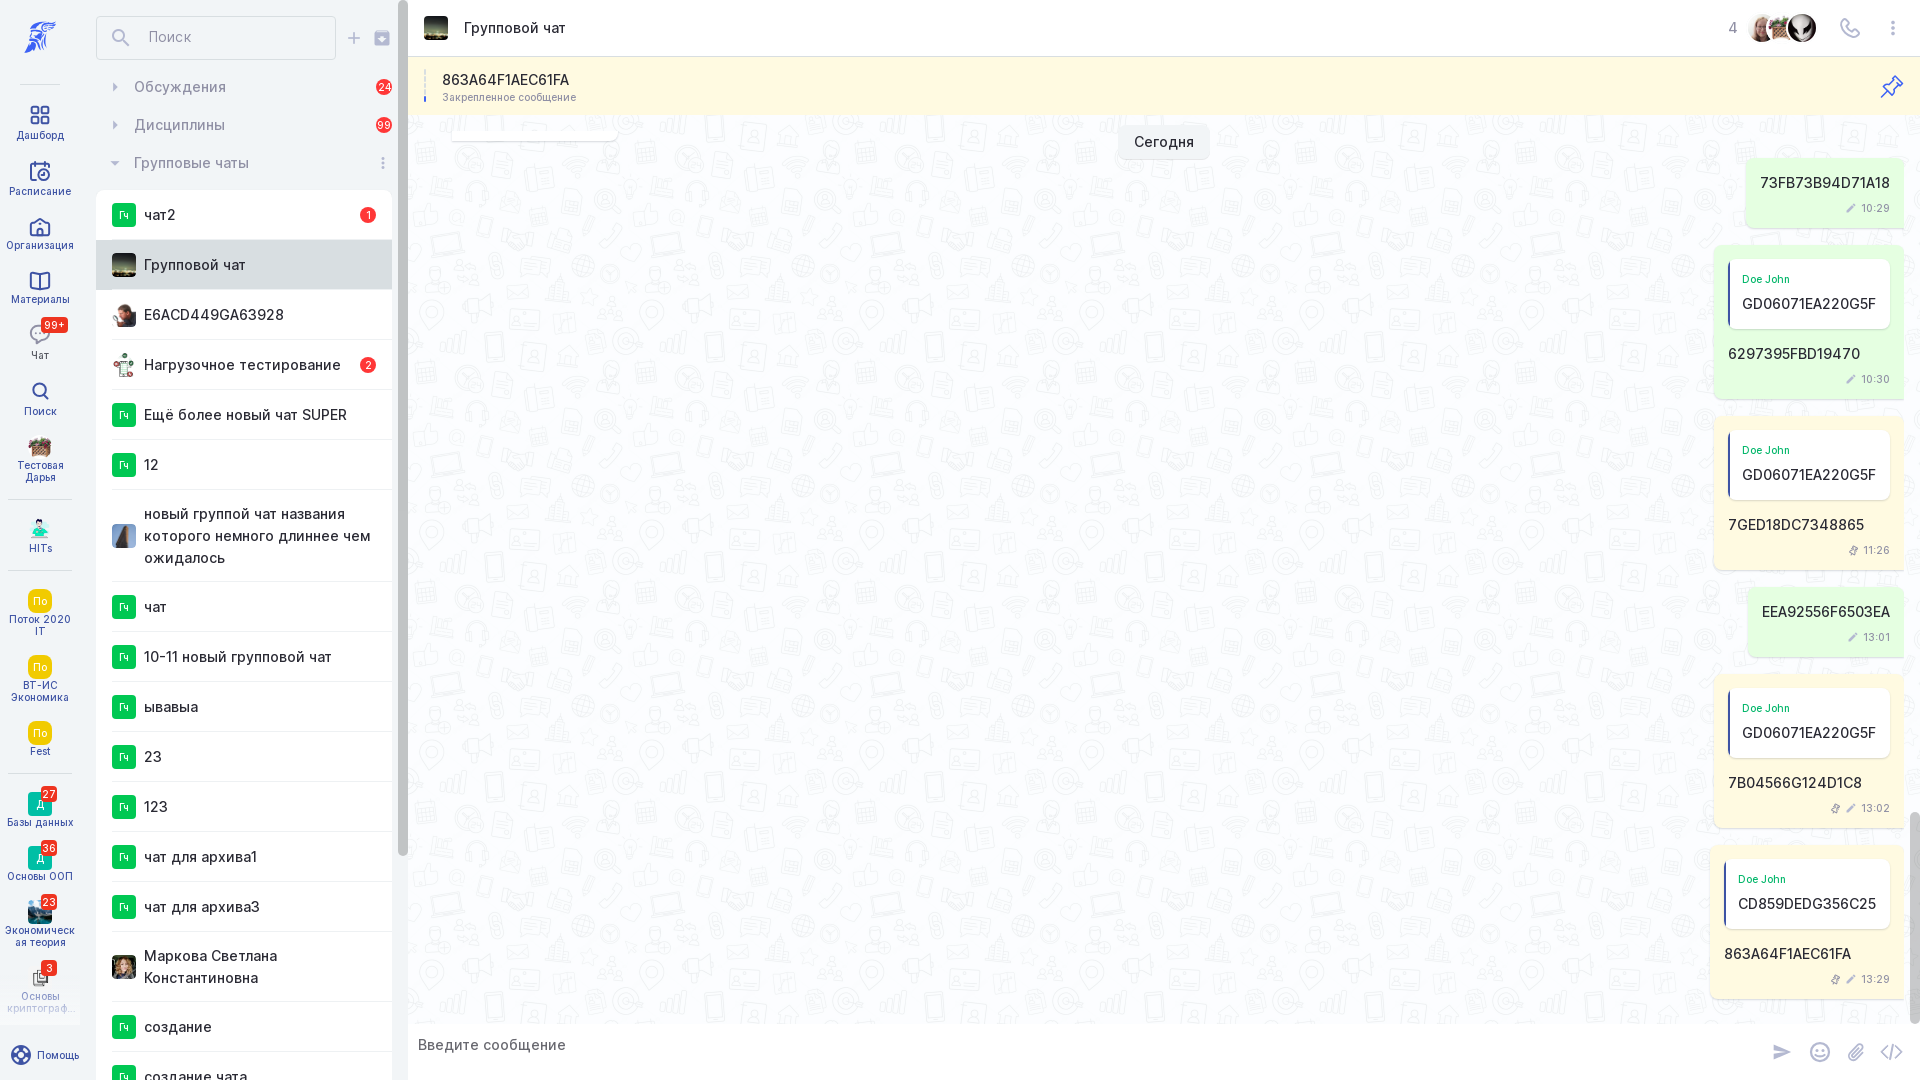 Дашборд
Расписание
Организация
Материалы
99+
Чат
Поиск
Тестовая
Дарья
HITs
По
Поток 2020
IT
По
ВТ-ИС
Экономика
По
Fest
27
Д
Базы данных
36
Д
Основы ООП
23
Экономическ
ая теория
3
Основы
криптограф...
Помощь
Поиск
Обсуждения
24
Дисциплины
99
Групповые чаты
Гч
чат2
1
Групповой чат
E6ACD449GA63928
Нагрузочное тестирование
2
Гч
Ещё более новый чат SUPER
Гч
12
новый группой чат названия
которого немного длиннее чем
ожидалось
Гч
чат
Гч
10-11 новый групповой чат
Гч
ывавыа
Гч
23
Гч
123
Гч
чат для архива1
Гч
чат для архива3
Маркова Светлана
Константиновна
Гч
создание
Гч
создание чата
Групповой чат
4
863A64F1AEC61FA
Закрепленное сообщение
Сегодня
73FB73B94D71A18
10:29
Doe John
GD06071EA220G5F
6297395FBD19470
10:30
Doe John
GD06071EA220G5F
7GED18DC7348865
11:26
EEA92556F6503EA
13:01
Doe John
GD06071EA220G5F
7B04566G124D1C8
13:02
Doe John
CD859DEDG356C25
863A64F1AEC61FA
13:29
Введите сообщение